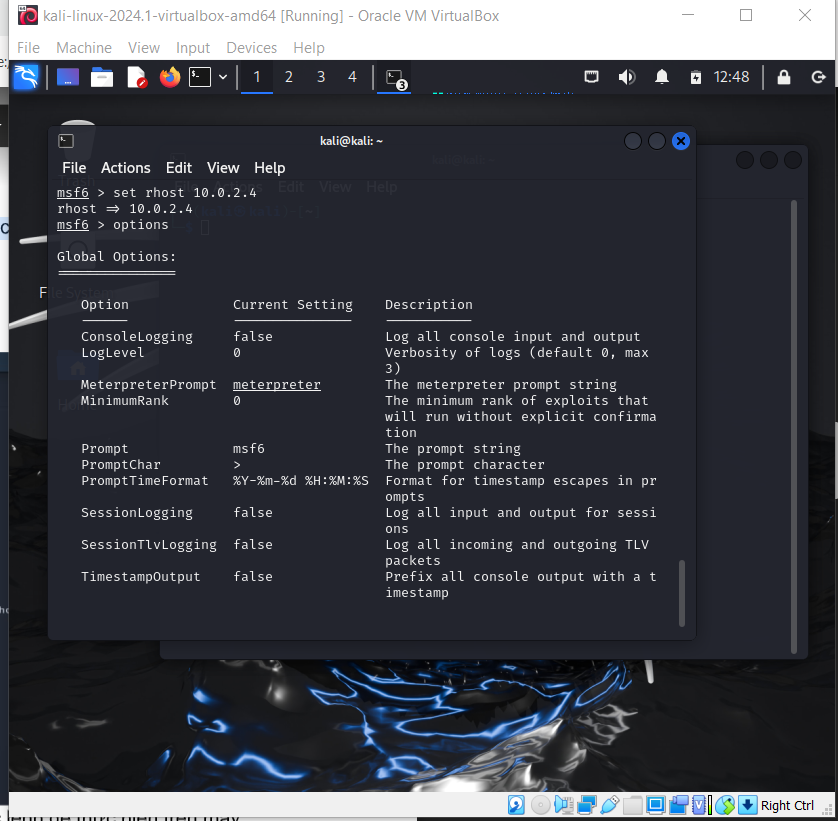 kali-linux-2024.1-virtualbox-amd64 [Running] - Oracle VM VirtualBox
File Machine View Input Devices Help
1 2 3 4 3 12:48
kali@kali: ~
File Actions Edit View Help
msf6 > set rhost 10.0.2.4
rhost ⇒ 10.0.2.4
msf6 > options
Global Options:
Option Current Setting Description
ConsoleLogging false Log all console input and output
LogLevel 0 Verbosity of logs (default 0, max
3)
MeterpreterPrompt meterpreter The meterpreter prompt string
MinimumRank 0 The minimum rank of exploits that
will run without explicit confirma
tion
Prompt msf6 The prompt string
PromptChar > The prompt character
PromptTimeFormat %Y-%m-%d %H:%M:%S Format for timestamp escapes in pr
ompts
SessionLogging false Log all input and output for sessi
ons
SessionTlvLogging false Log all incoming and outgoing TLV
packets
TimestampOutput false Prefix all console output with a t
imestamp
Right Ctrl